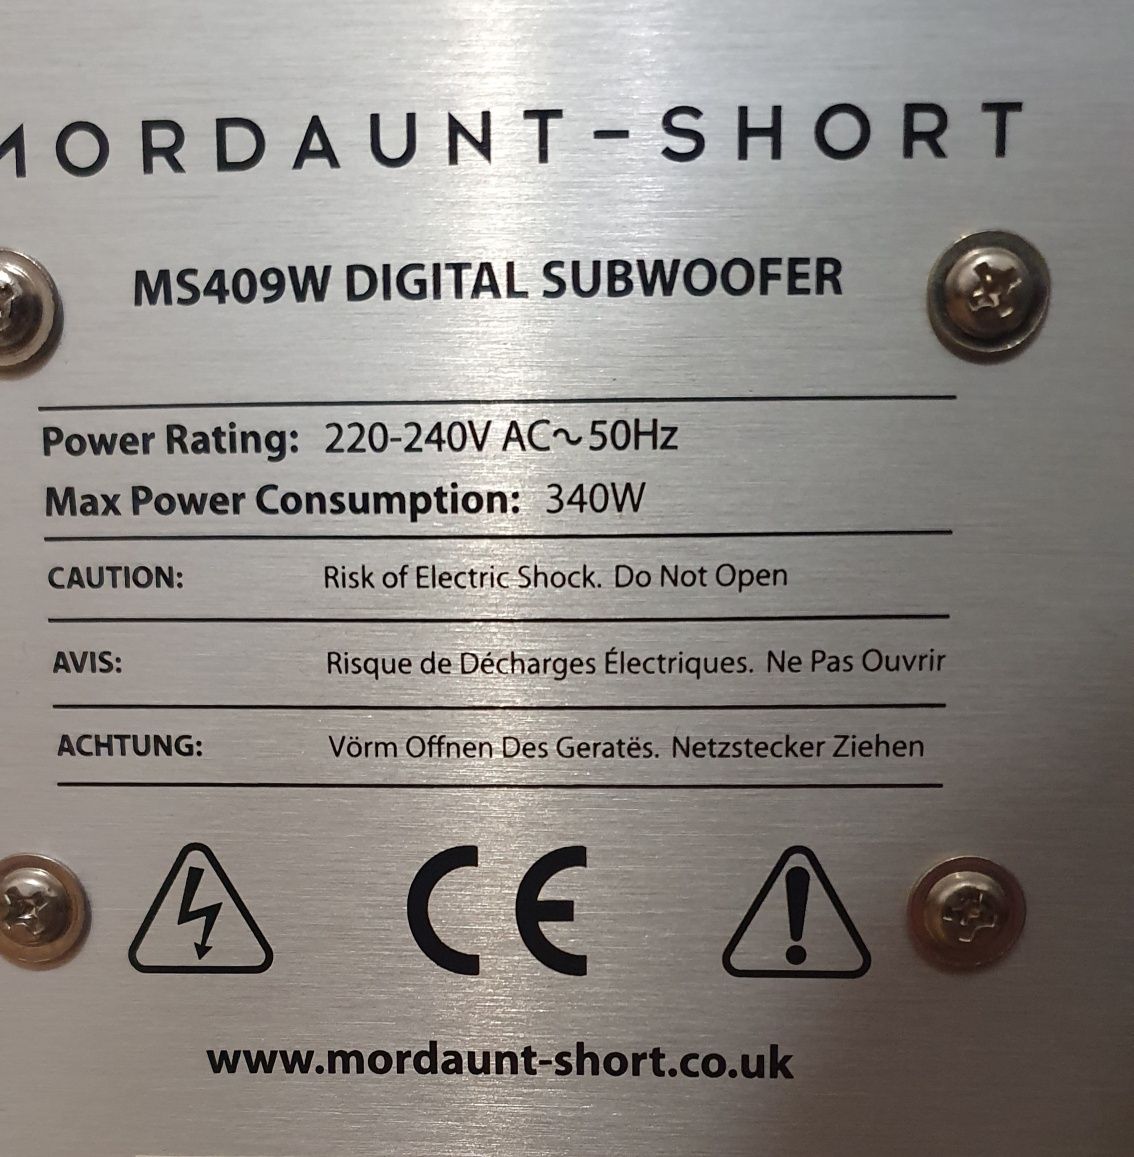 MORDAUNT-SHORT
MS409W DIGITAL SUBWOOFER
Power Rating: 220-240V AC~50Hz
Max Power Consumption: 340W
CAUTION: Risk of Electric Shock. Do Not Open
AVIS: Risque de Décharges Électriques. Ne Pas Ouvrir
ACHTUNG: Vörm Offnen Des Geratës. Netzstecker Ziehen
CE
www.mordaunt-short.co.uk